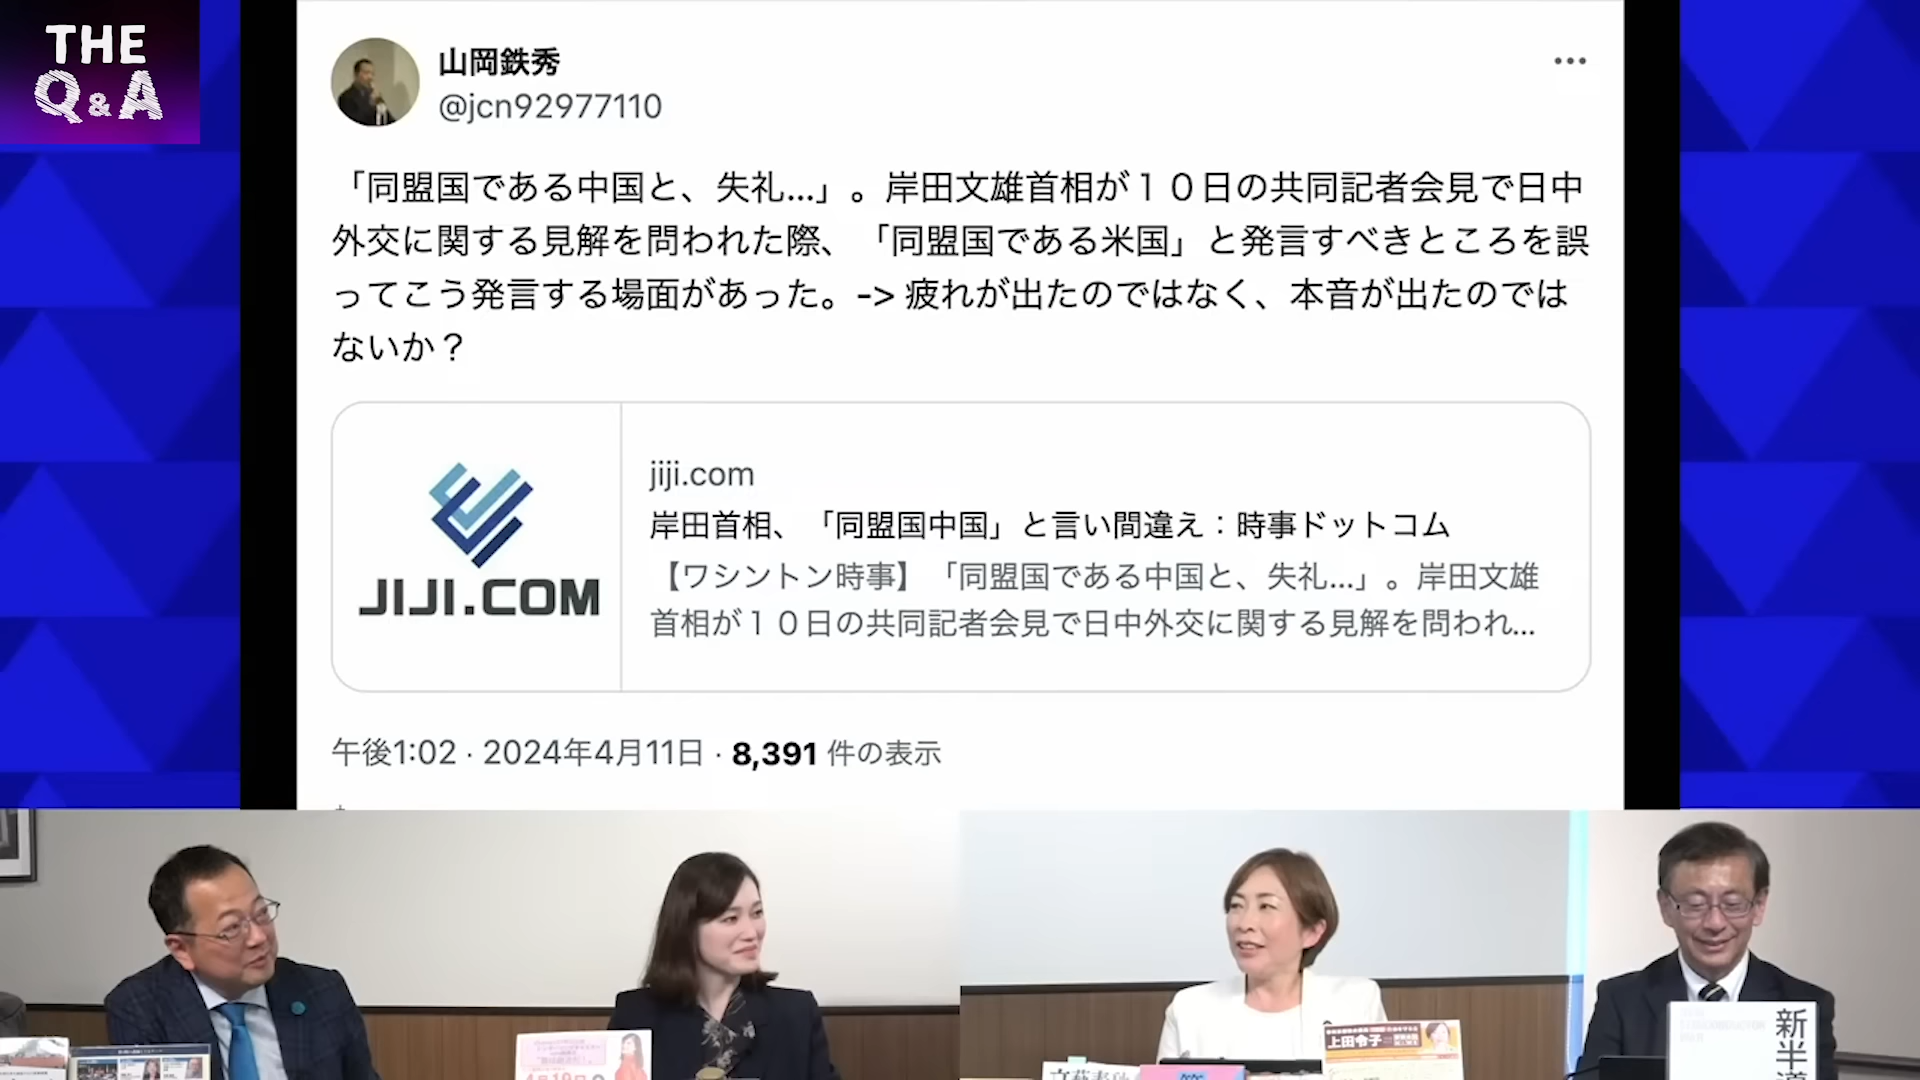 THE
Q&A
山岡鉄秀
@jcn92977110
「同盟国である中国と、失礼...」。岸田文雄首相が１０日の共同記者会見で日中
外交に関する見解を問われた際、「同盟国である米国」と発言すべきところを誤
ってこう発言する場面があった。-> 疲れが出たのではなく、本音が出たのでは
ないか？
JIJI.COM
jiji.com
岸田首相、「同盟国中国」と言い間違え：時事ドットコム
【ワシントン時事】「同盟国である中国と、失礼...」。岸田文雄
首相が１０日の共同記者会見で日中外交に関する見解を問われ...
午後1:02 · 2024年4月11日 · 8,391 件の表示
4月19日
上田令子
新半導